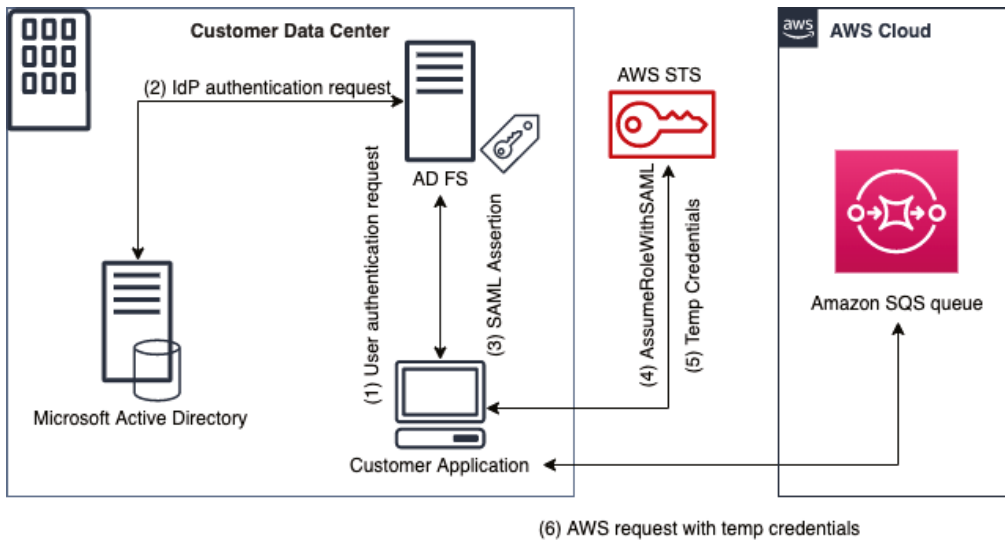 Customer Data Center
aws
AWS Cloud
(2) IdP authentication request
AWS STS
AD FS
(1) User authentication request
(3) SAML Assertion
(4) AssumeRoleWithSAML
(5) Temp Credentials
Amazon SQS queue
Microsoft Active Directory
Customer Application
(6) AWS request with temp credentials